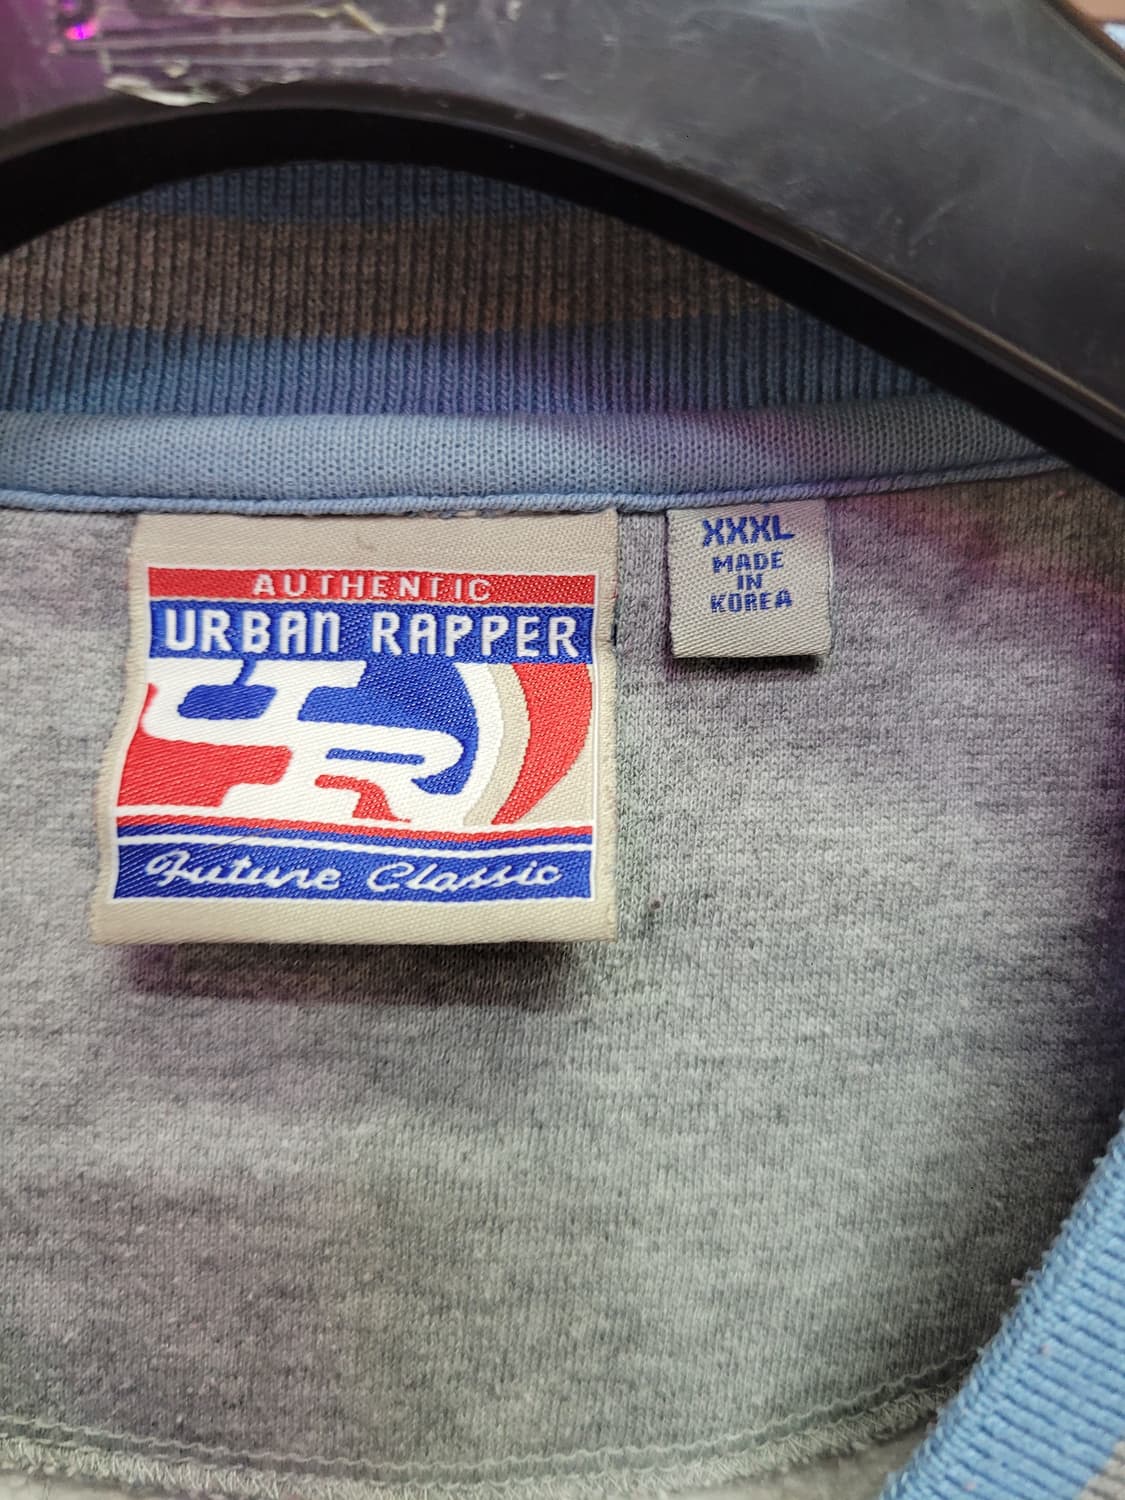 AUTHENTIC
URBAN RAPPER
UR
Future Classic
XXXL
MADE
IN
KOREA